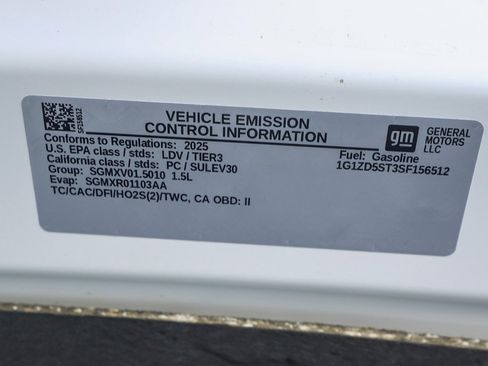 SF156512
VEHICLE EMISSION
CONTROL INFORMATION
Conforms to Regulations: 2025
U.S. EPA class / stds: LDV / TIER3
California class / stds: PC / SULEV30
Group: SGMXV01.5010 1.5L
Evap: SGMXR01103AA
TC/CAC/DFI/HO2S(2)/TWC, CA OBD: II
gm
GENERAL
MOTORS
LLC
Fuel: Gasoline
1G1ZD5ST3SF156512